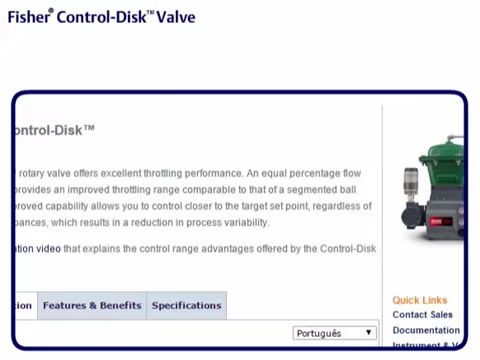 Fisher® Control-Disk™ Valve
ontrol-Disk™
rotary valve offers excellent throttling performance. An equal percentage flow
rovides an improved throttling range comparable to that of a segmented ball
proved capability allows you to control closer to the target set point, regardless of
bances, which results in a reduction in process variability.
tion video that explains the control range advantages offered by the Control-Disk
tion Features & Benefits Specifications
Português
Quick Links
Contact Sales
Documentation
Instrument & V